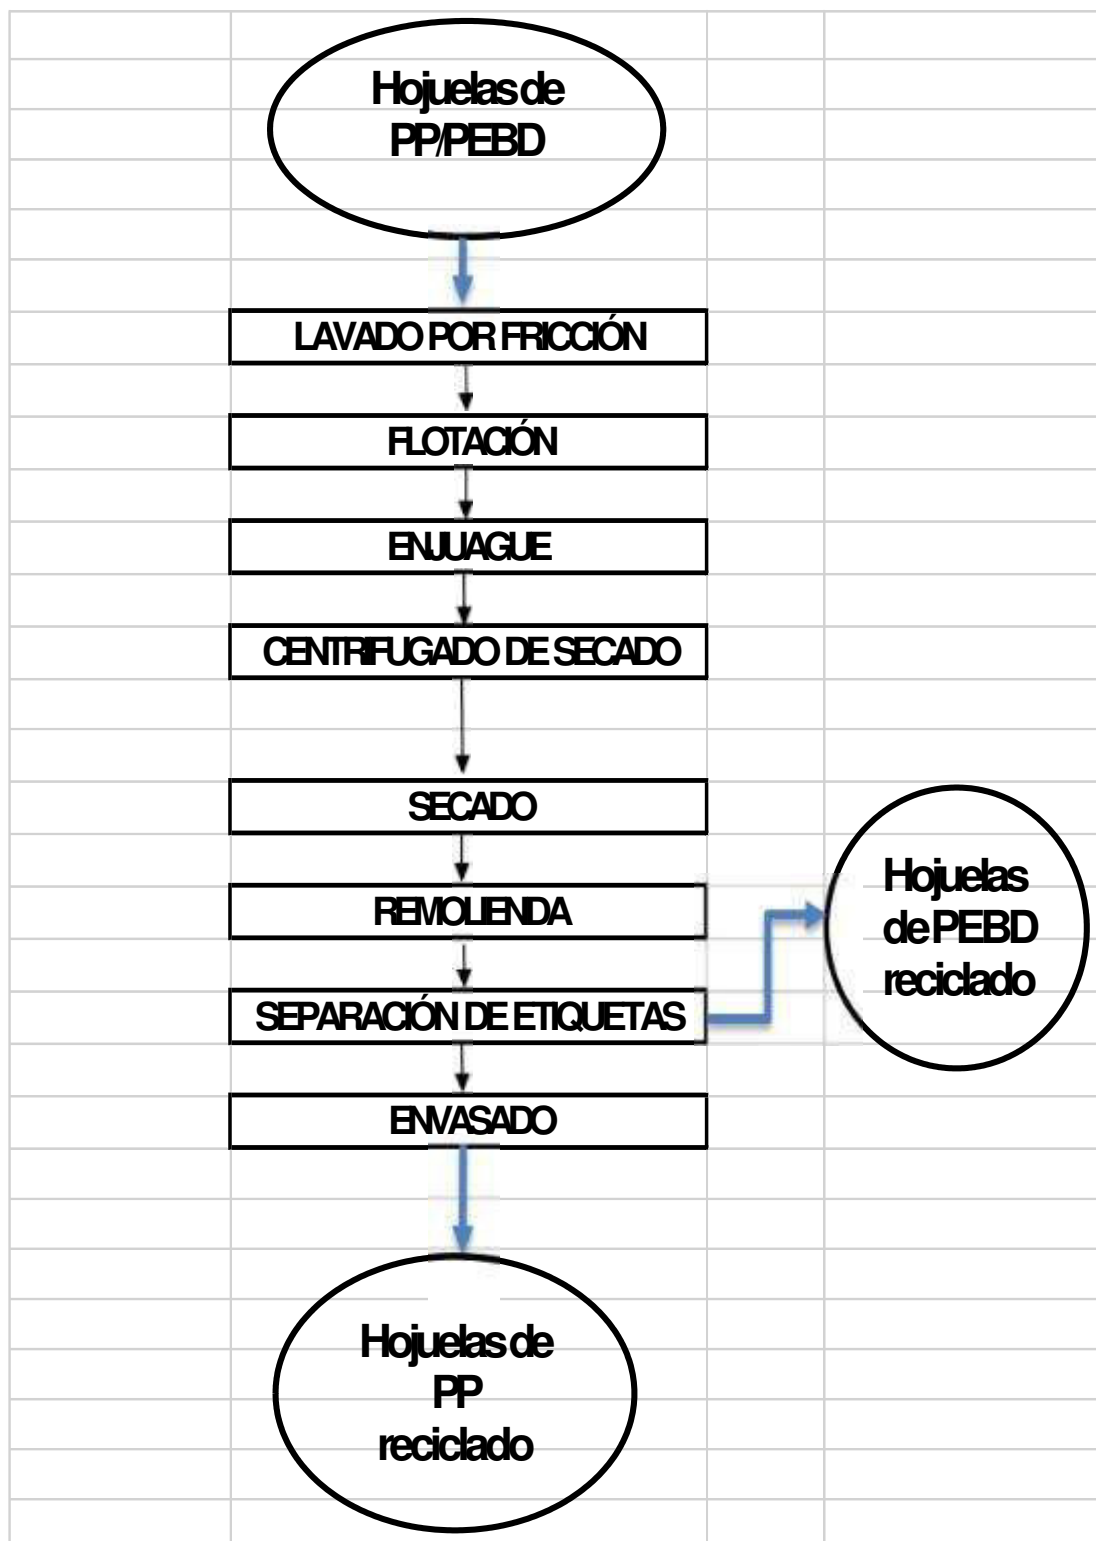 Hojuelas de
PP/PEBD
LAVADO POR FRICCIÓN
FLOTACIÓN
ENJUAGUE
CENTRIFUGADO DE SECADO
SECADO
REMOLIENDA
SEPARACIÓN DE ETIQUETAS
Hojuelas
de PEBD
reciclado
ENVASADO
Hojuelas de
PP
reciclado